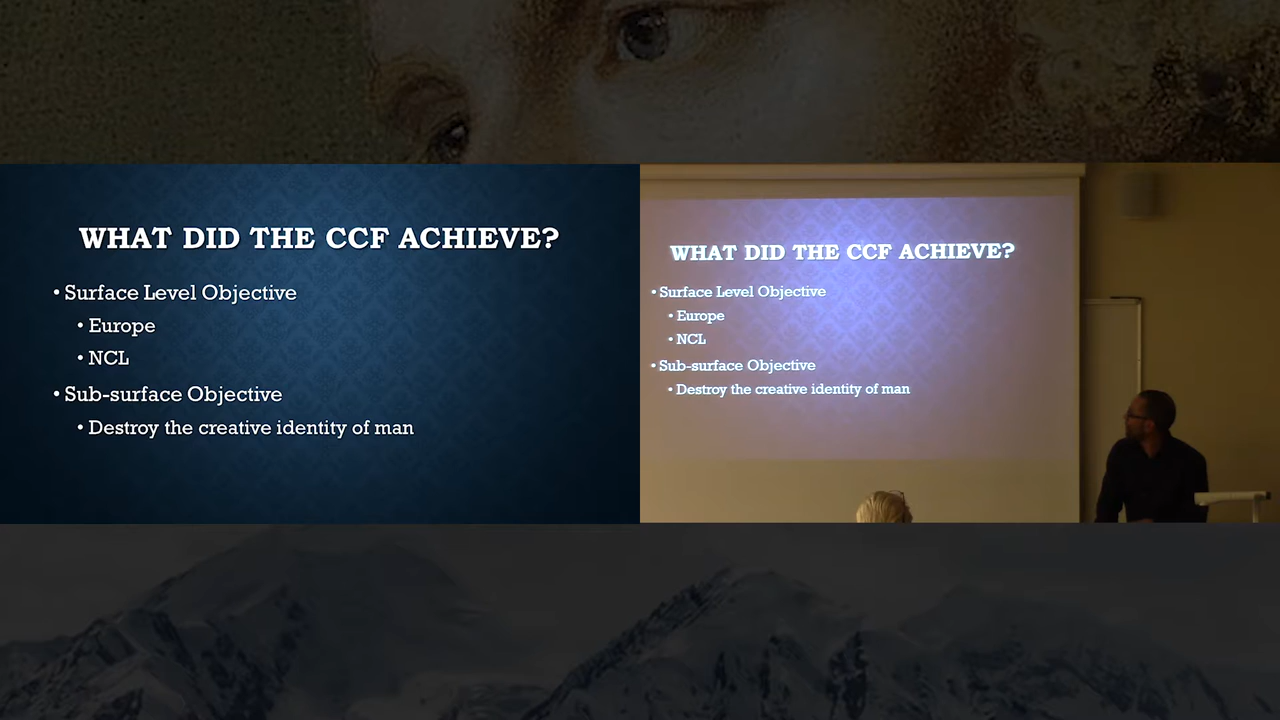 WHAT DID THE CCF ACHIEVE?
• Surface Level Objective
• Europe
• NCL
• Sub-surface Objective
• Destroy the creative identity of man
WHAT DID THE CCF ACHIEVE?
• Surface Level Objective
• Europe
• NCL
• Sub-surface Objective
• Destroy the creative identity of man